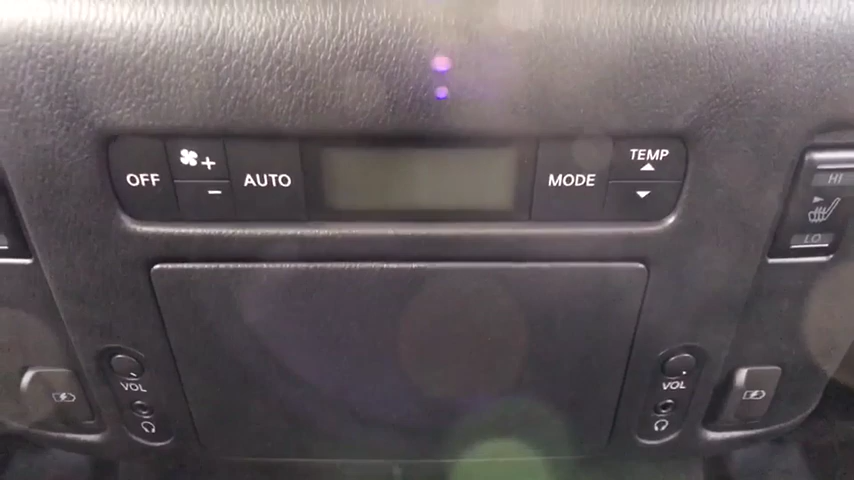 OFF
+
-
AUTO
MODE
TEMP
HI
LO
VOL
VOL